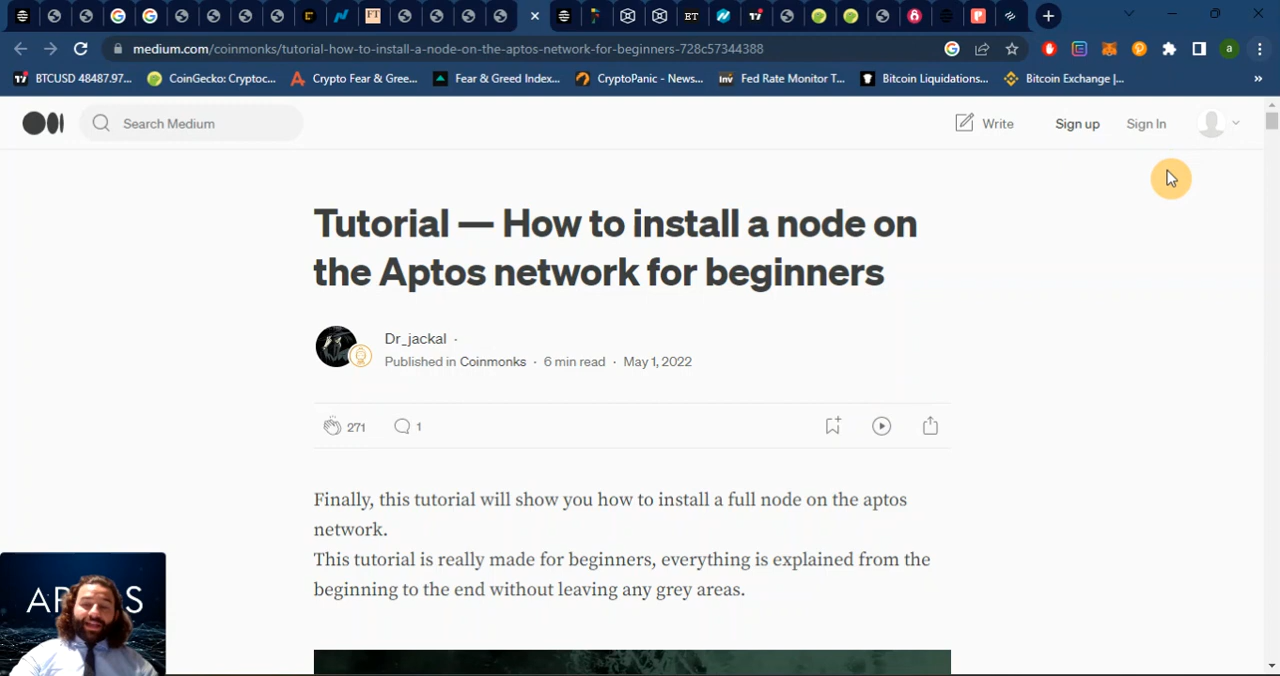 FT
BT
medium.com/coinmonks/tutorial-how-to-install-a-node-on-the-aptos-network-for-beginners-728c57344388
a
BTCUSD 48487.97...
CoinGecko: Cryptoc...
Crypto Fear & Gree...
Fear & Greed Index...
CryptoPanic - News...
Inv Fed Rate Monitor T...
Bitcoin Liquidations...
Bitcoin Exchange |...
Search Medium
Write
Sign up
Sign In
Tutorial — How to install a node on
the Aptos network for beginners
Dr_jackal ·
Published in Coinmonks · 6 min read · May 1, 2022
271
1
Finally, this tutorial will show you how to install a full node on the aptos
network.
This tutorial is really made for beginners, everything is explained from the
beginning to the end without leaving any grey areas.